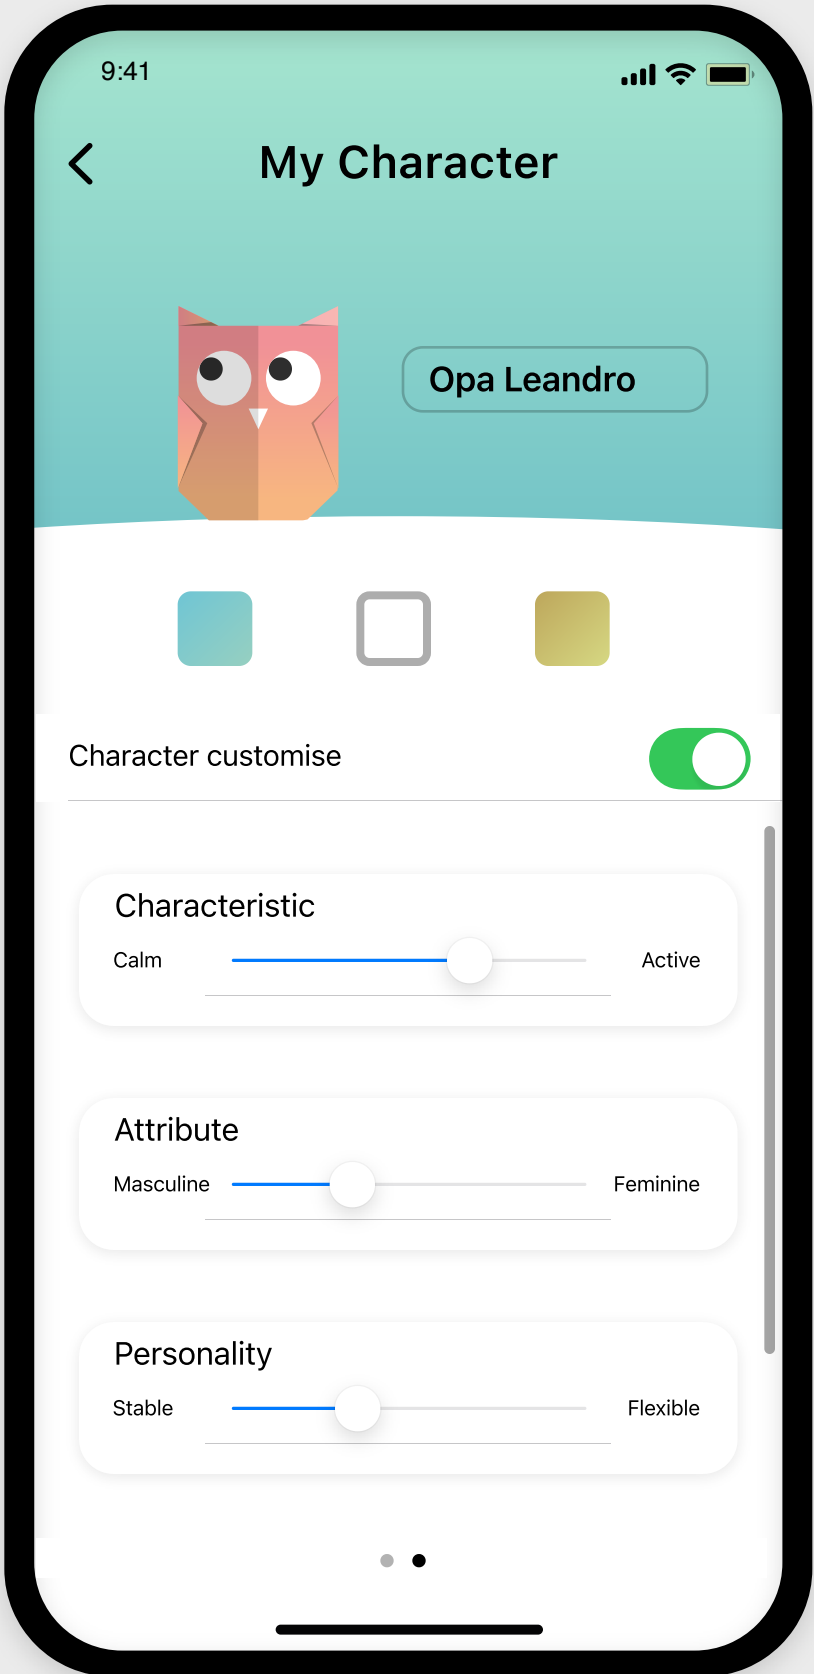 9:41
My Character
Opa Leandro
Character customise
Characteristic
Calm Active
Attribute
Masculine Feminine
Personality
Stable Flexible